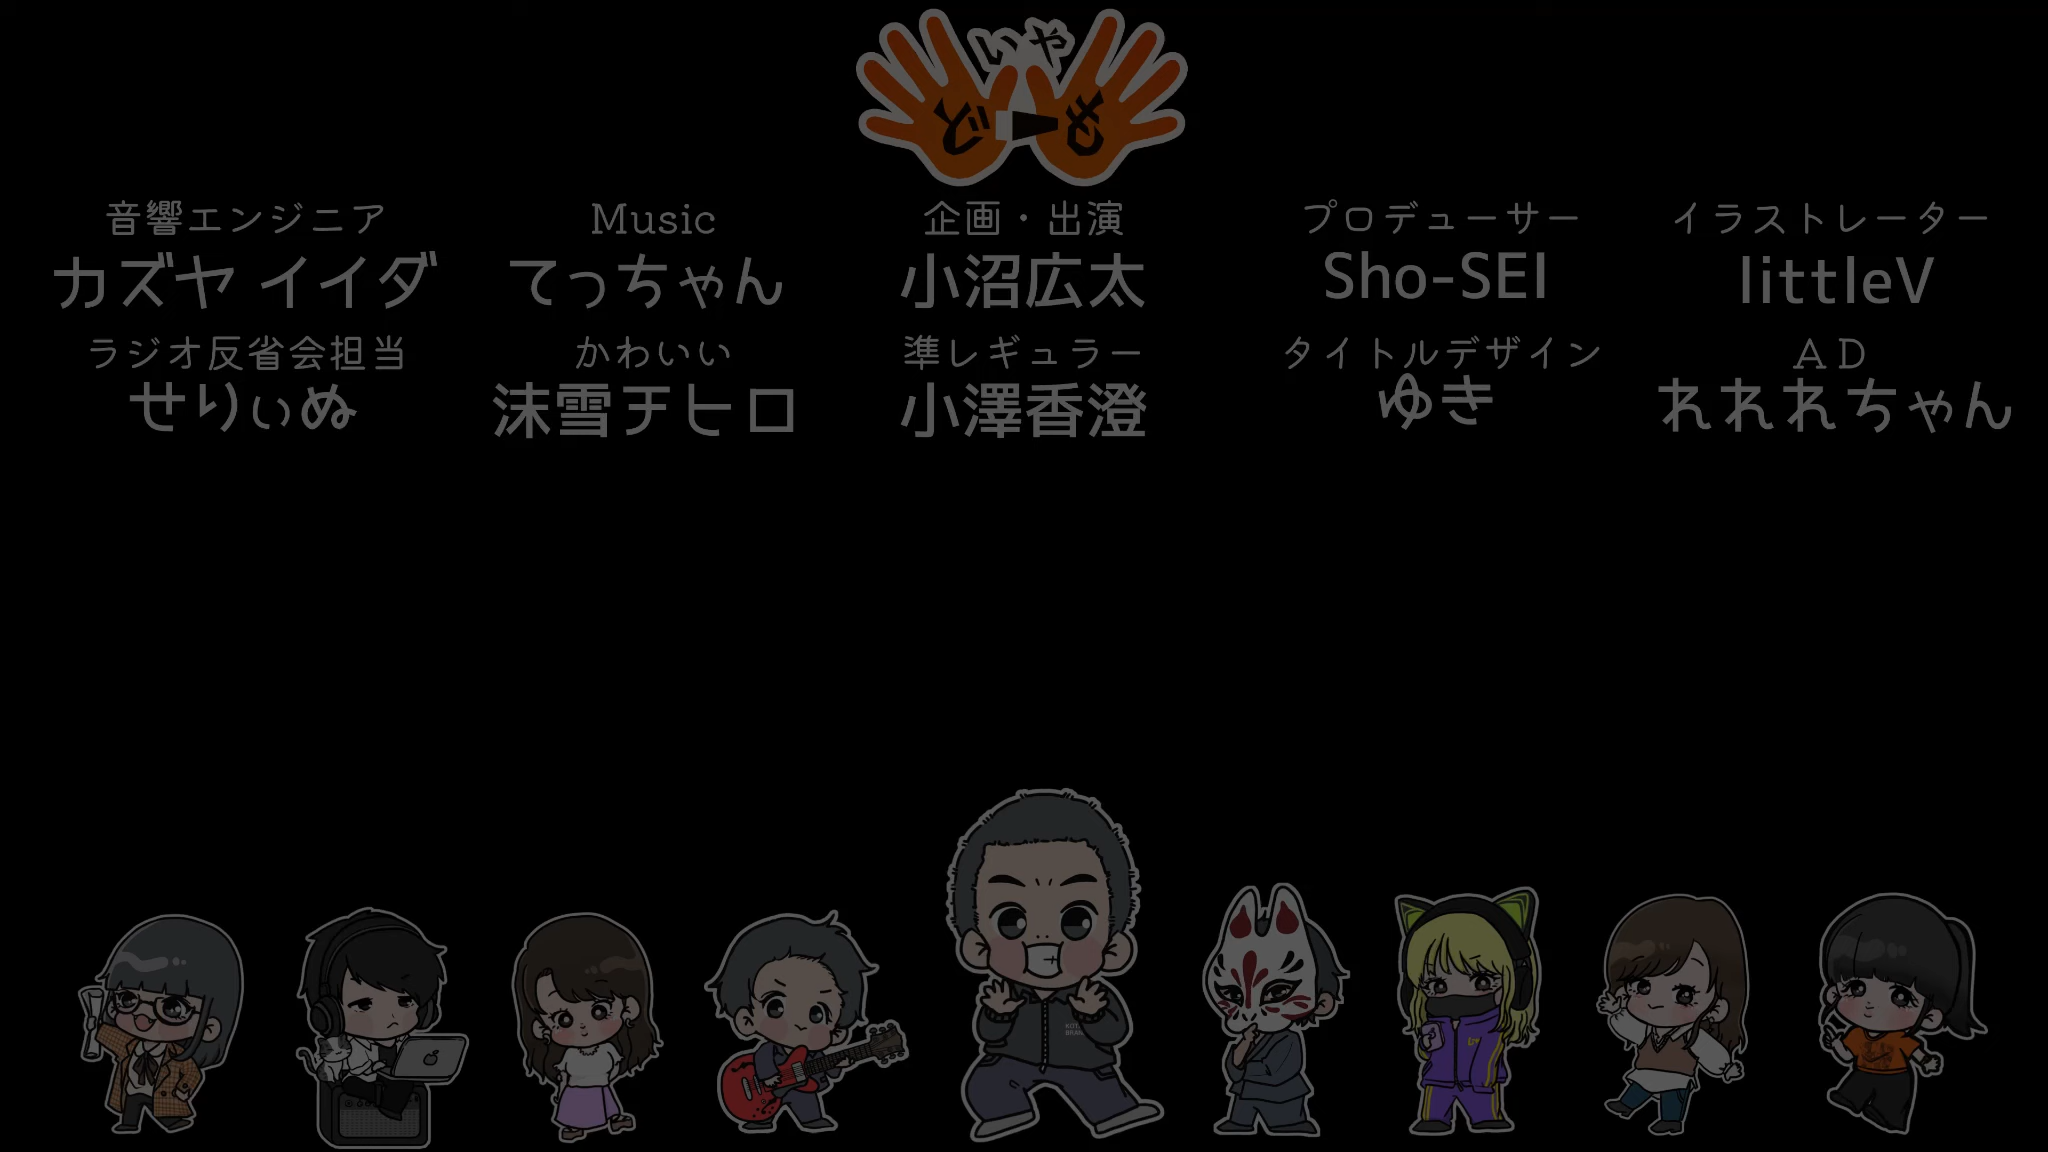 いや
ど も
音響エンジニア
カズヤ イイダ
Music
てっちゃん
企画・出演
小沼広太
プロデューサー
Sho-SEI
イラストレーター
littleV
ラジオ反省会担当
せりぃぬ
かわいい
沫雪チヒロ
準レギュラー
小澤香澄
タイトルデザイン
ゆき
AD
れれれちゃん